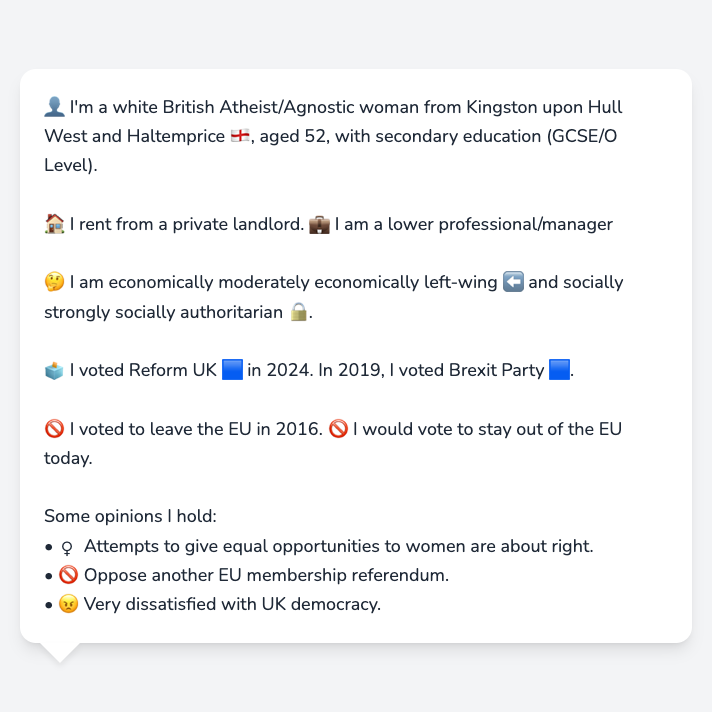 👤 I'm a white British Atheist/Agnostic woman from Kingston upon Hull
West and Haltemprice 🏴󠁧󠁢󠁥󠁮󠁧󠁿, aged 52, with secondary education (GCSE/O
Level).
🏠 I rent from a private landlord. 💼 I am a lower professional/manager
🤔 I am economically moderately economically left-wing ⬅️ and socially
strongly socially authoritarian 🔒.
🗳️ I voted Reform UK 🟦 in 2024. In 2019, I voted Brexit Party 🟦.
🚫 I voted to leave the EU in 2016. 🚫 I would vote to stay out of the EU
today.
Some opinions I hold:
• ♀ Attempts to give equal opportunities to women are about right.
• 🚫 Oppose another EU membership referendum.
• 😠 Very dissatisfied with UK democracy.